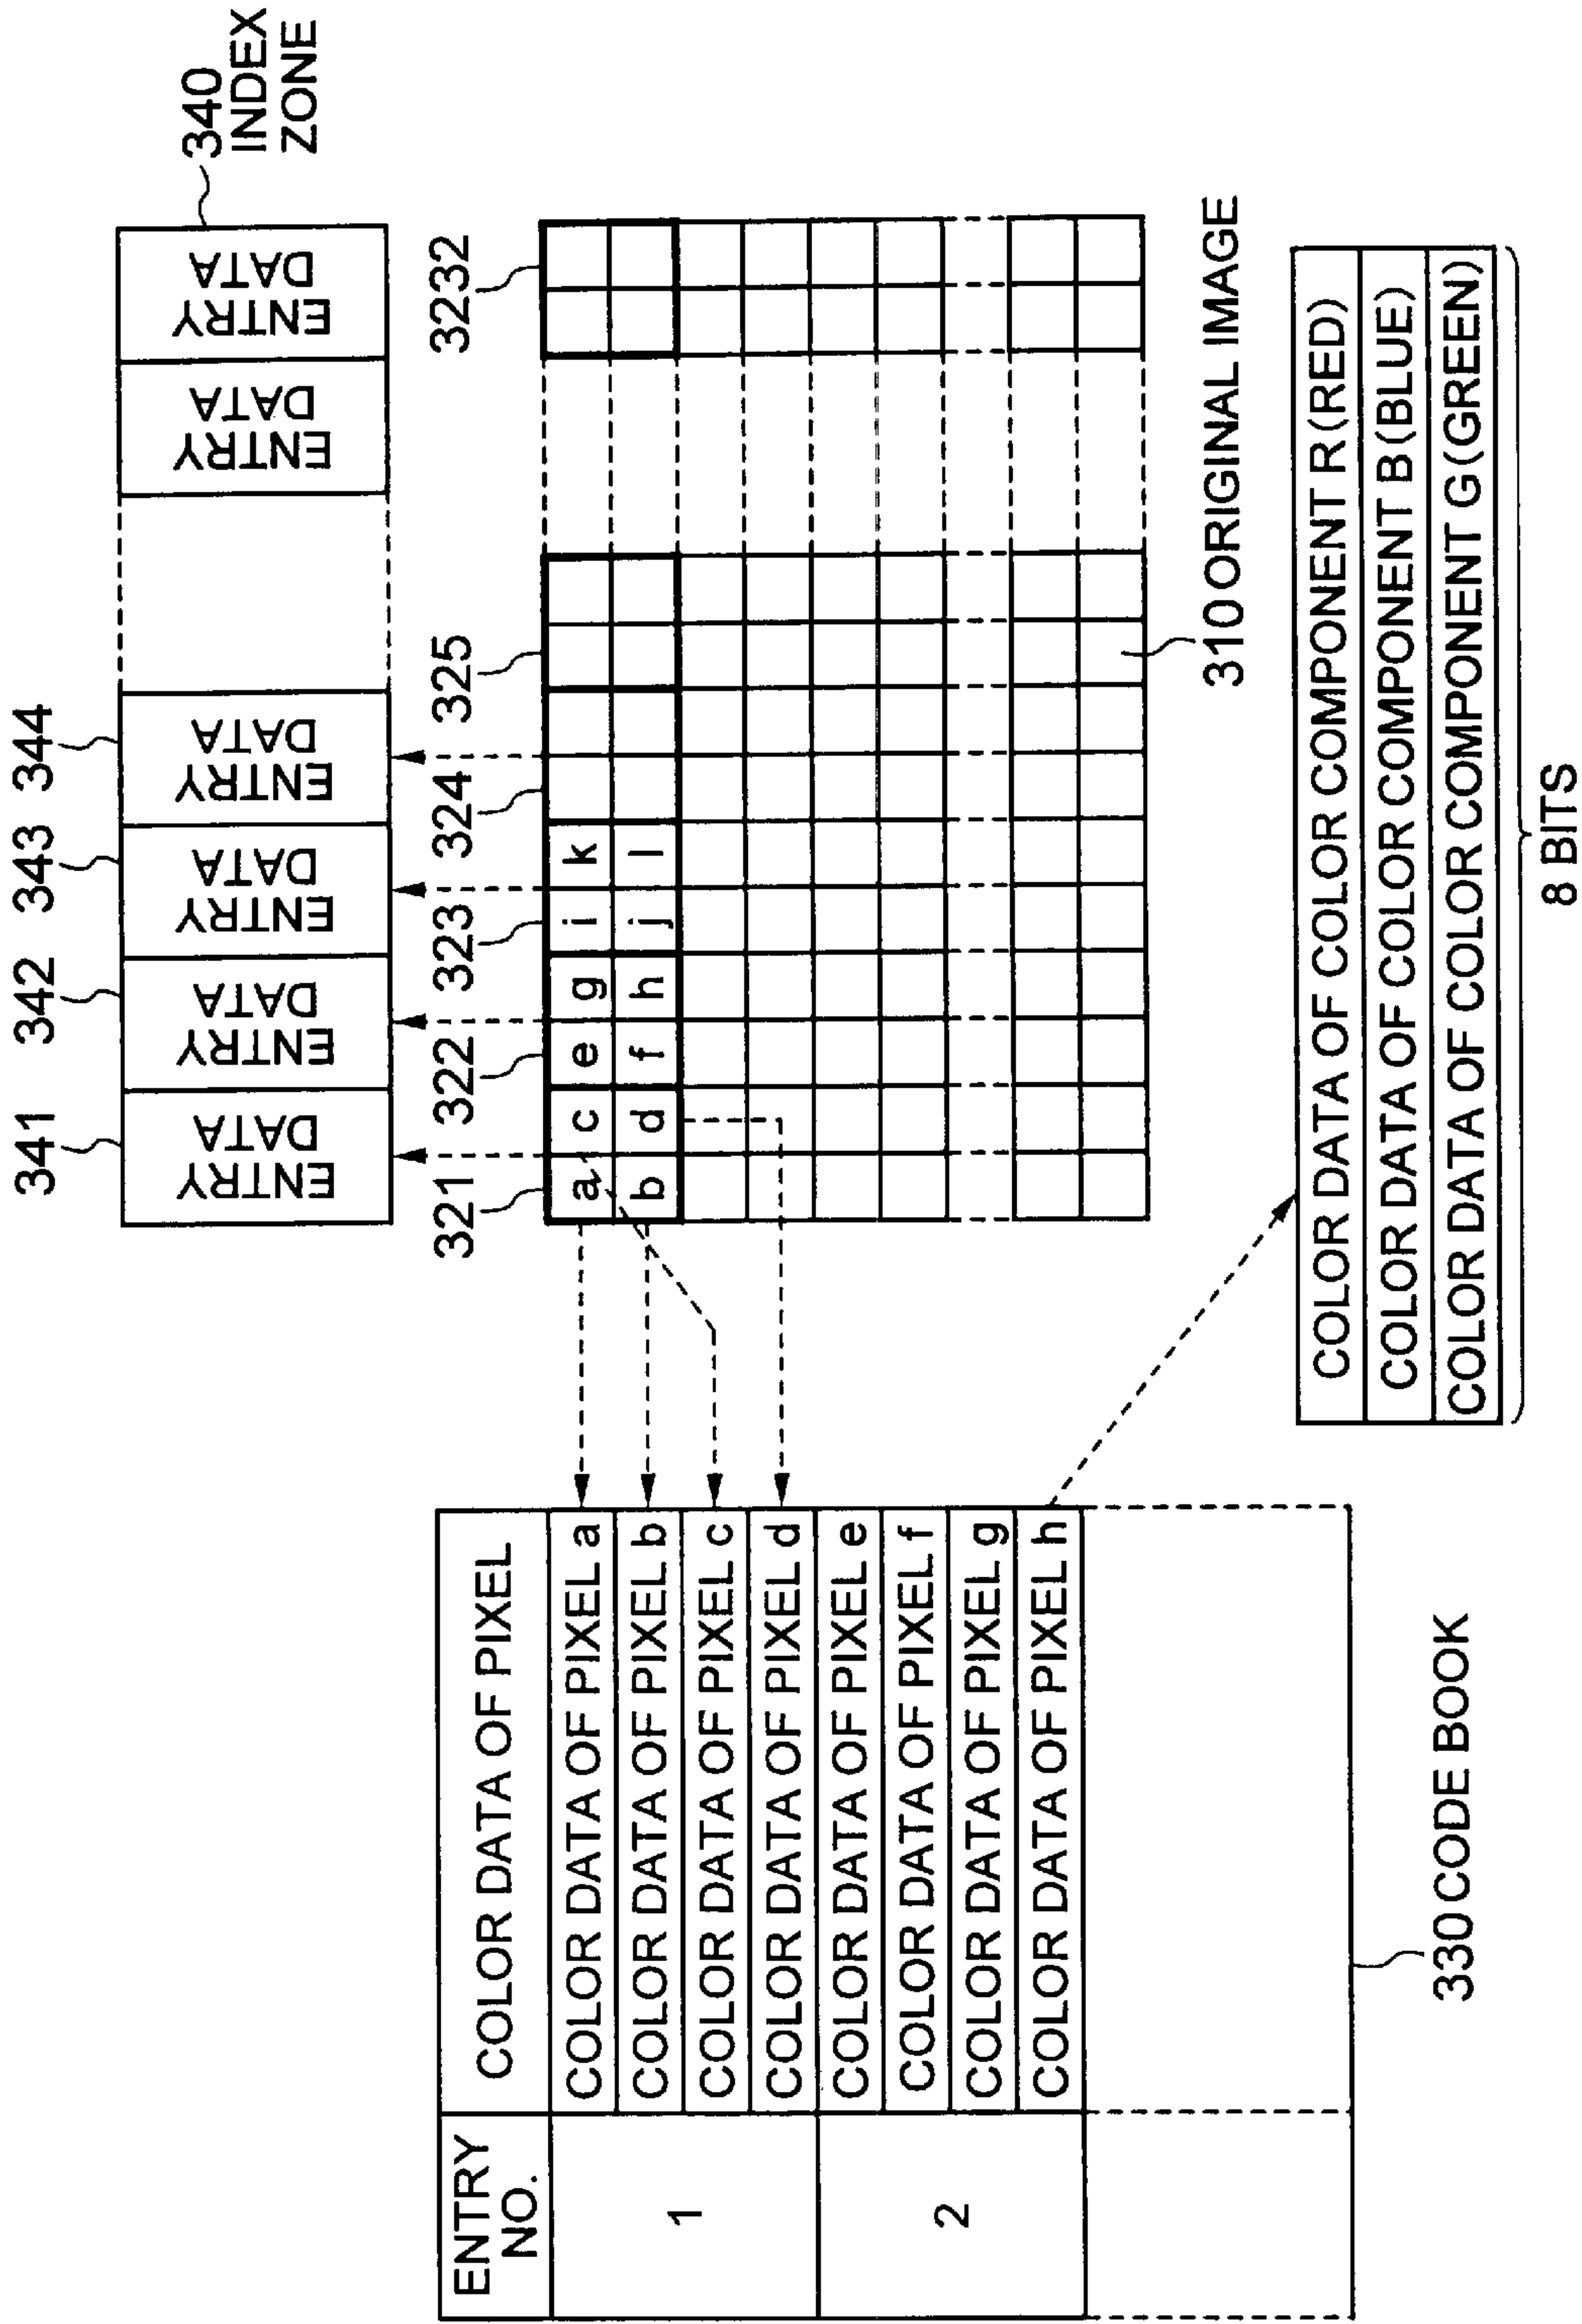 341
342
343
344
ENTRY
DATA
ENTRY
DATA
ENTRY
DATA
ENTRY
DATA
ENTRY
DATA
ENTRY
DATA
340
INDEX
ZONE
321
322
323
324
325
3232
a c e g i k
b d f h j l
310 ORIGINAL IMAGE
ENTRY
NO.
COLOR DATA OF PIXEL
1
COLOR DATA OF PIXEL a
COLOR DATA OF PIXEL b
COLOR DATA OF PIXEL c
COLOR DATA OF PIXEL d
2
COLOR DATA OF PIXEL e
COLOR DATA OF PIXEL f
COLOR DATA OF PIXEL g
COLOR DATA OF PIXEL h
330 CODE BOOK
COLOR DATA OF COLOR COMPONENT R (RED)
COLOR DATA OF COLOR COMPONENT B (BLUE)
COLOR DATA OF COLOR COMPONENT G (GREEN)
8 BITS